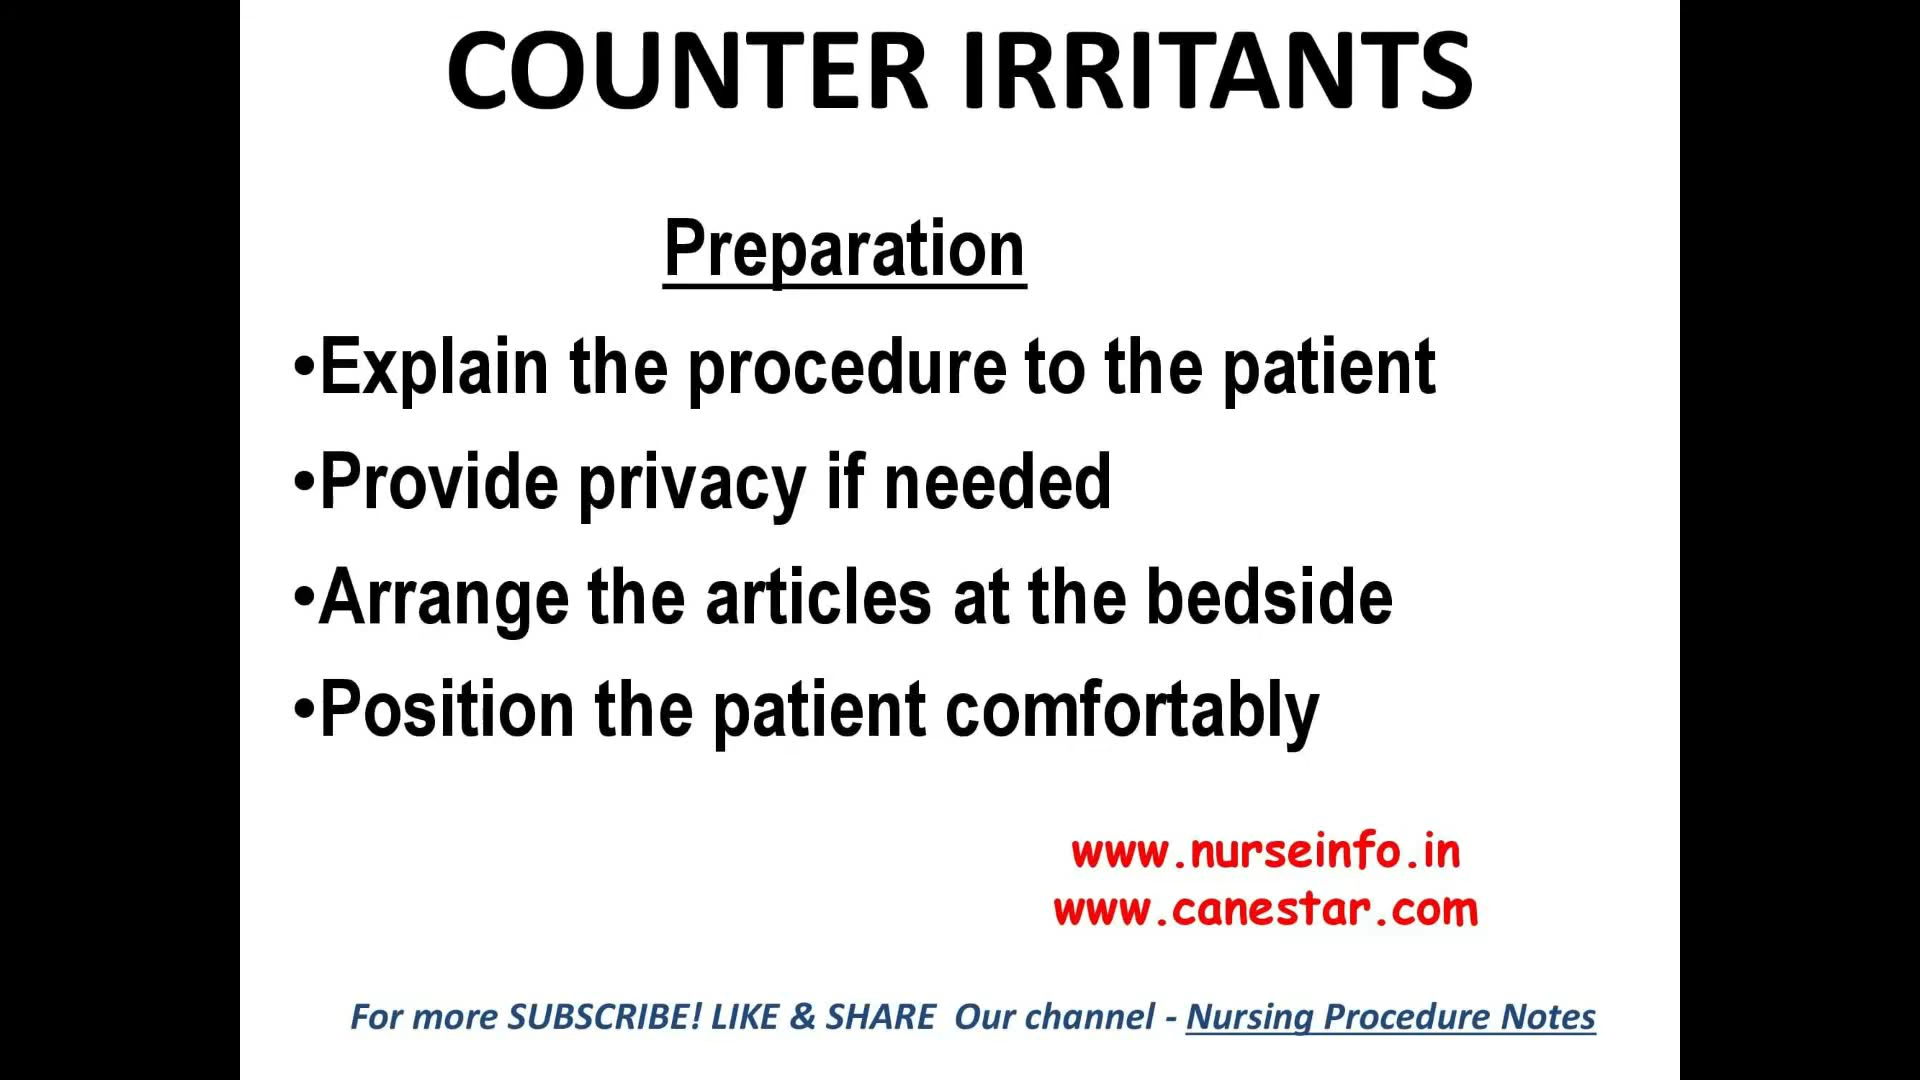 COUNTER IRRITANTS
Preparation
•Explain the procedure to the patient
•Provide privacy if needed
•Arrange the articles at the bedside
•Position the patient comfortably
www.nurseinfo.in
www.canestar.com
For more SUBSCRIBE! LIKE & SHARE  Our channel - Nursing Procedure Notes